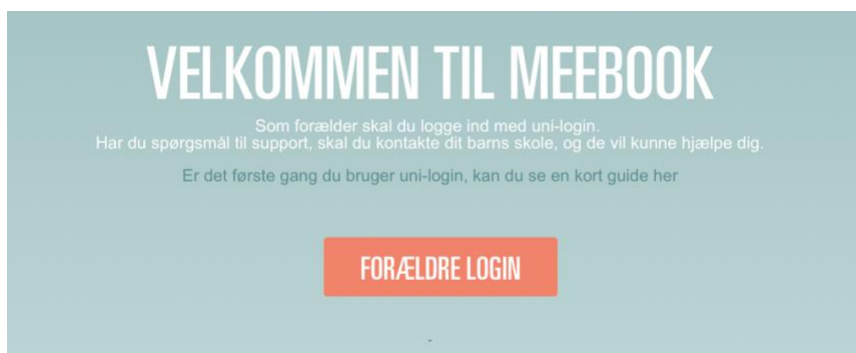 VELKOMMEN TIL MEEBOOK
Som forælder skal du logge ind med uni-login.
Har du spørgsmål til support, skal du kontakte dit barns skole, og de vil kunne hjælpe dig.
Er det første gang du bruger uni-login, kan du se en kort guide her
FORÆLDRE LOGIN
-